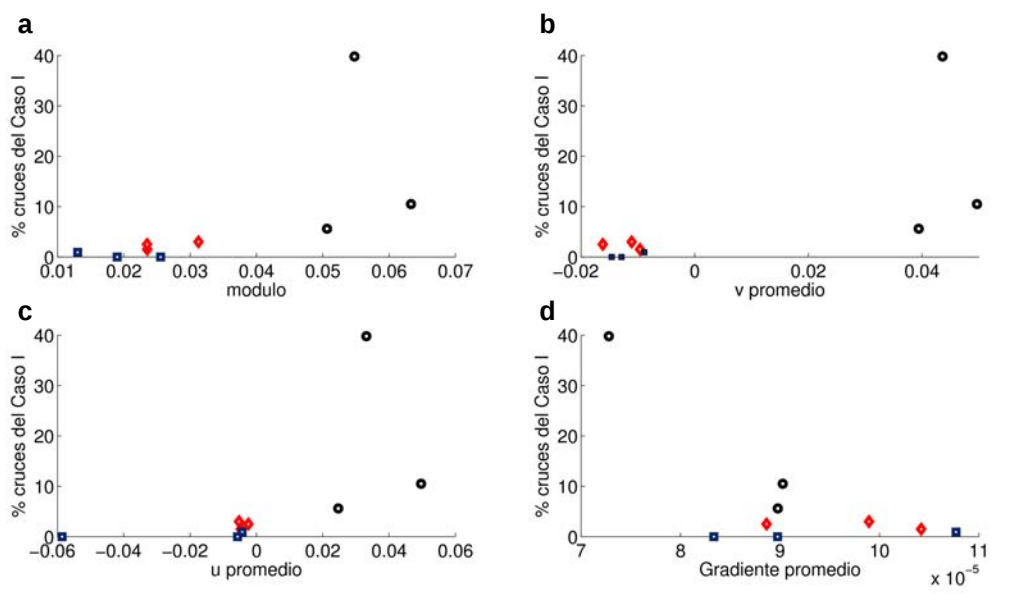 a
% cruces del Caso I
40
30
20
10
0
0.01 0.02 0.03 0.04 0.05 0.06 0.07
modulo
b
% cruces del Caso I
40
30
20
10
0
−0.02 0 0.02 0.04
v promedio
c
% cruces del Caso I
40
30
20
10
0
−0.06 −0.04 −0.02 0 0.02 0.04 0.06
u promedio
d
% cruces del Caso I
40
30
20
10
0
7 8 9 10 11
Gradiente promedio
x 10⁻⁵